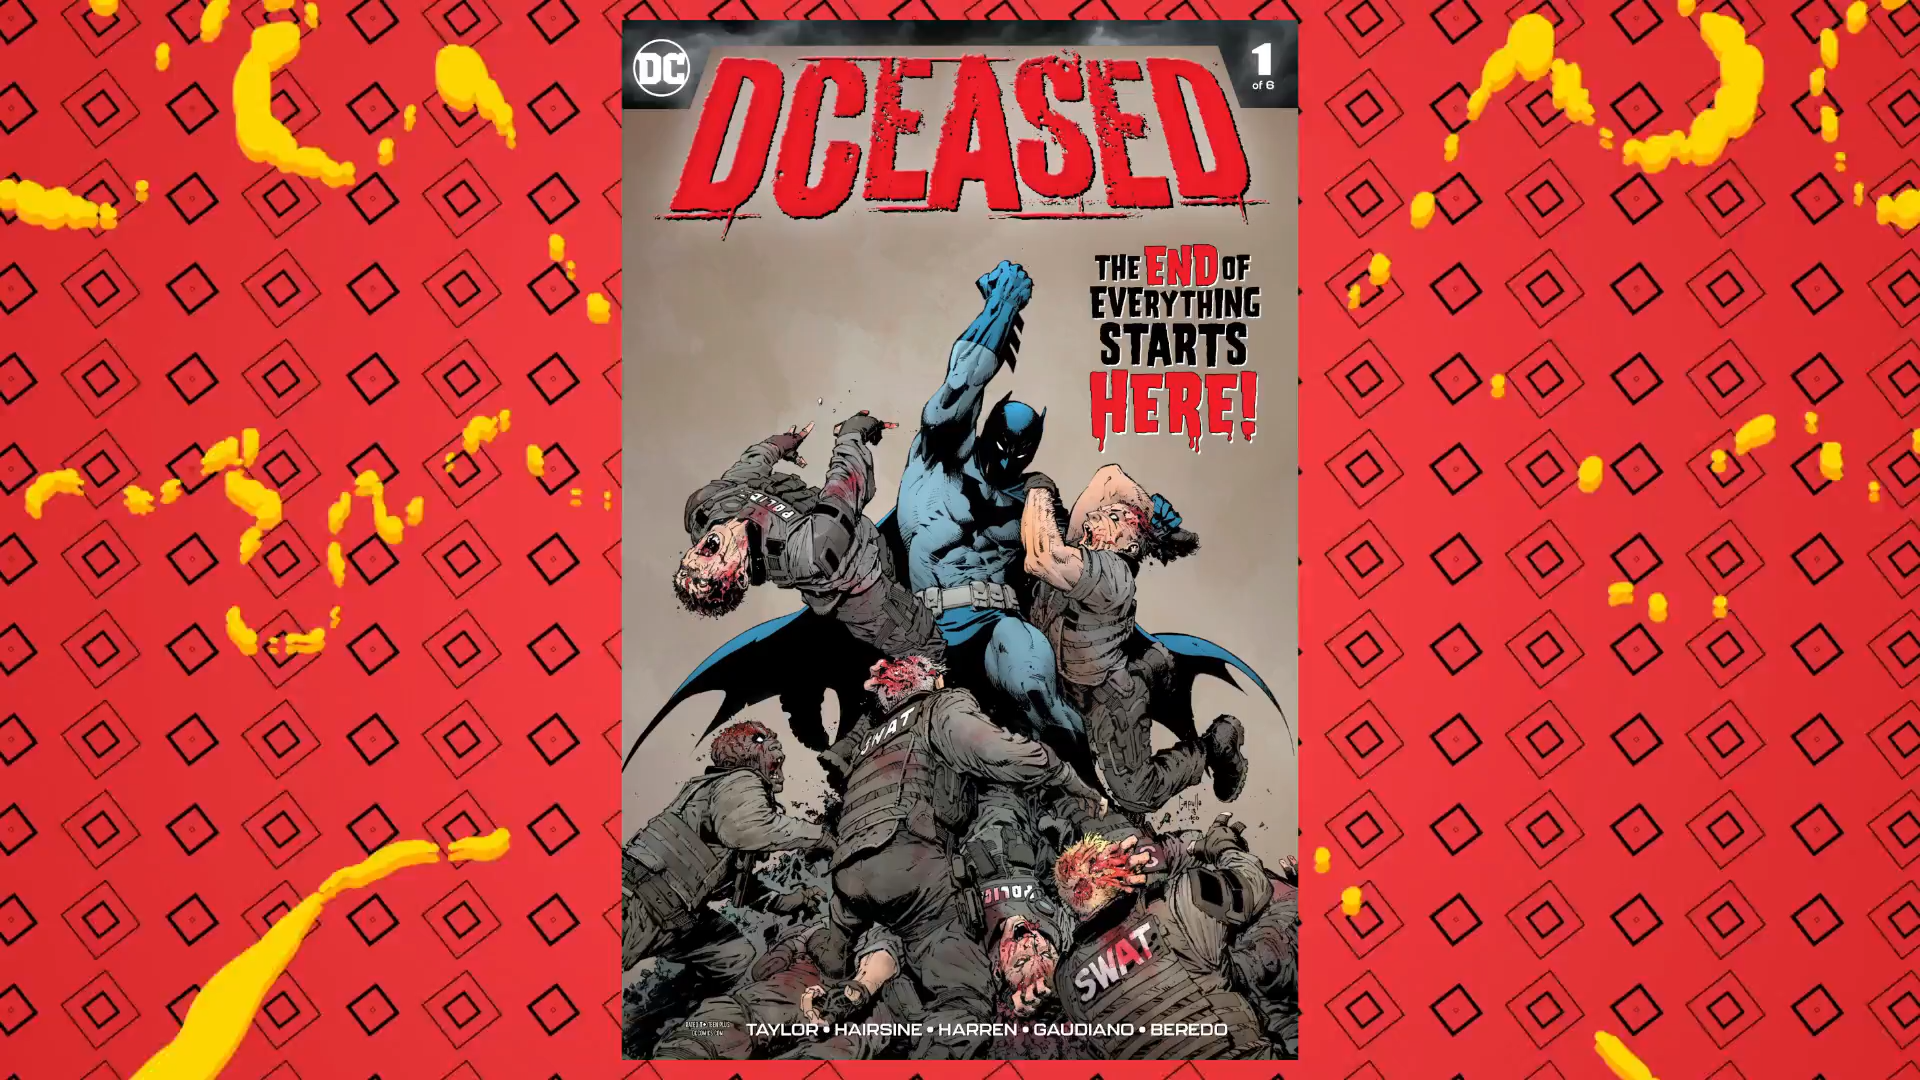 DC
DCEASED
1
of 6
THE END OF
EVERYTHING
STARTS
HERE!
POLICE
SWAT
POLICE
SWAT
TAYLOR • HAIRSINE • HARREN • GAUDIANO • BEREDO